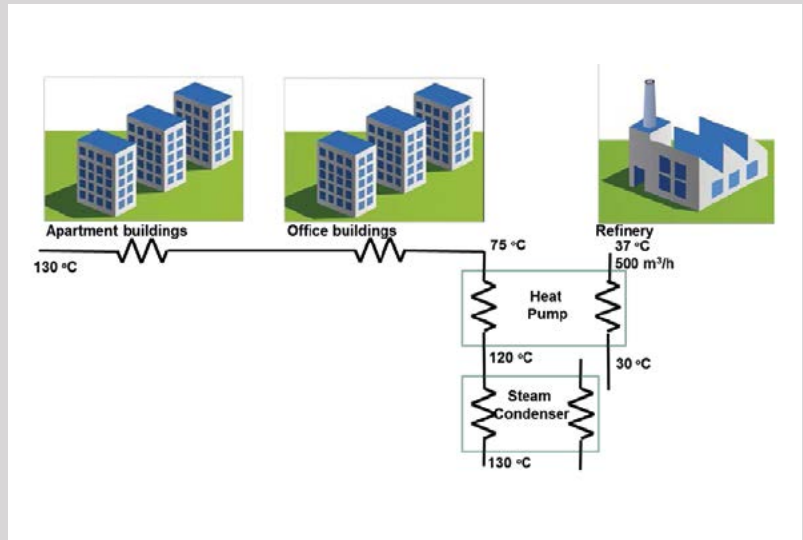 Apartment buildings
Office buildings
Refinery
130 °C
75 °C
37 °C
500 m³/h
Heat
Pump
120 °C
30 °C
Steam
Condenser
130 °C